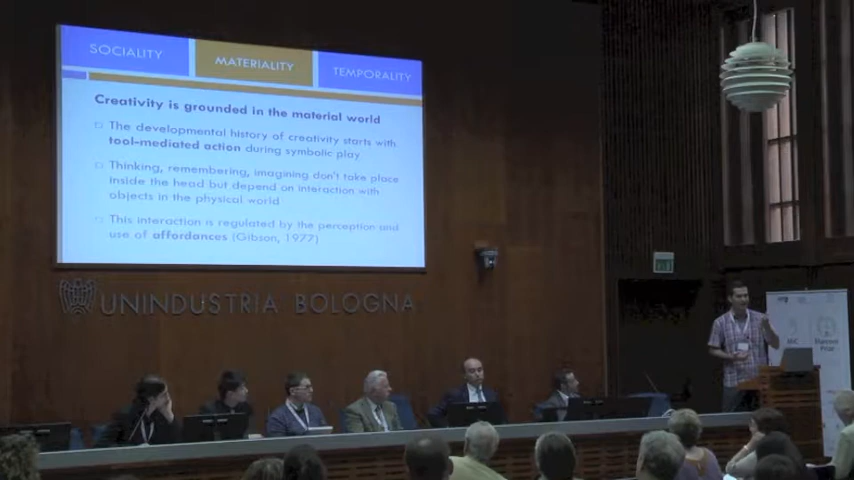 SOCIALITY
MATERIALITY
TEMPORALITY
Creativity is grounded in the material world
The developmental history of creativity starts with
tool-mediated action during symbolic play
Thinking, remembering, imagining don't take place
inside the head but depend on interaction with
objects in the physical world
This interaction is regulated by the perception and
use of affordances (Gibson, 1977)
UNINDUSTRIA BOLOGNA